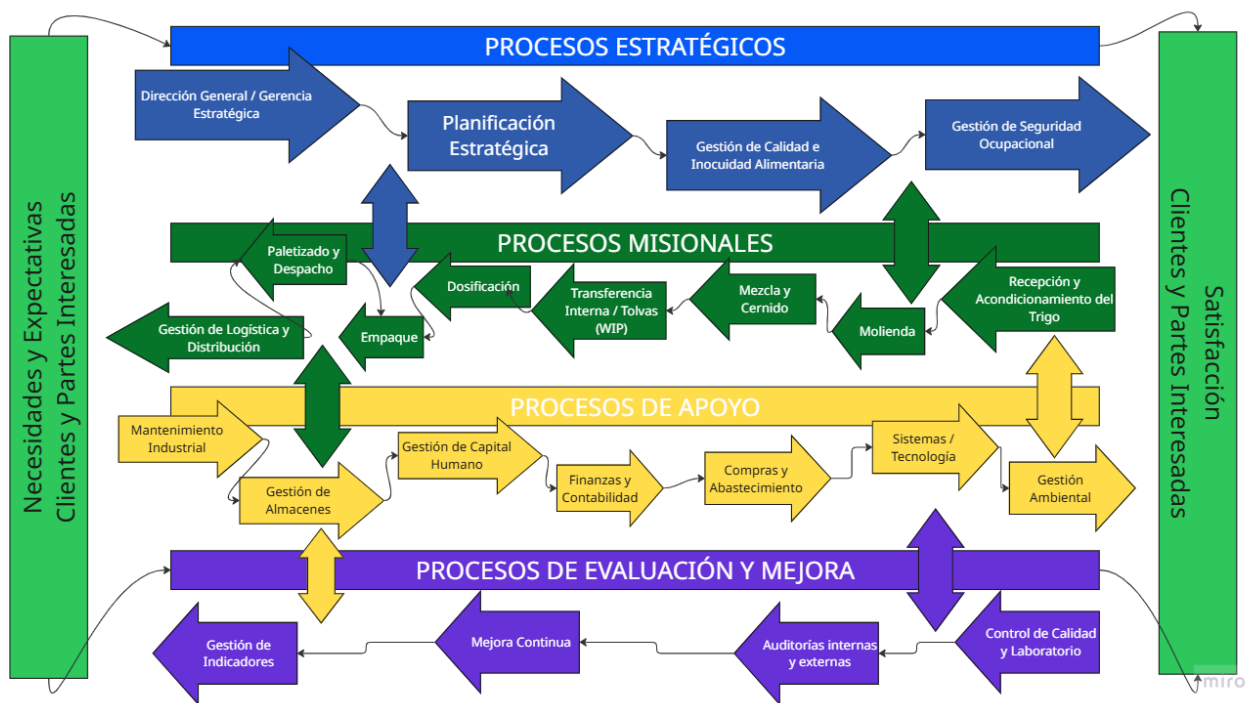 Necesidades y Expectativas
Clientes y Partes Interesadas
PROCESOS ESTRATÉGICOS
Dirección General / Gerencia
Estratégica
Planificación
Estratégica
Gestión de Calidad e
Inocuidad Alimentaria
Gestión de Seguridad
Ocupacional
PROCESOS MISIONALES
Paletizado y
Despacho
Gestión de Logística y
Distribución
Empaque
Dosificación
Transferencia
Interna / Tolvas
(WIP)
Mezcla y
Cernido
Molienda
Recepción y
Acondicionamiento del
Trigo
PROCESOS DE APOYO
Mantenimiento
Industrial
Gestión de
Almacenes
Gestión de Capital
Humano
Finanzas y
Contabilidad
Compras y
Abastecimiento
Sistemas /
Tecnología
Gestión
Ambiental
PROCESOS DE EVALUACIÓN Y MEJORA
Gestión de
Indicadores
Mejora Continua
Auditorías internas
y externas
Control de Calidad
y Laboratorio
Satisfacción
Clientes y Partes Interesadas
miro